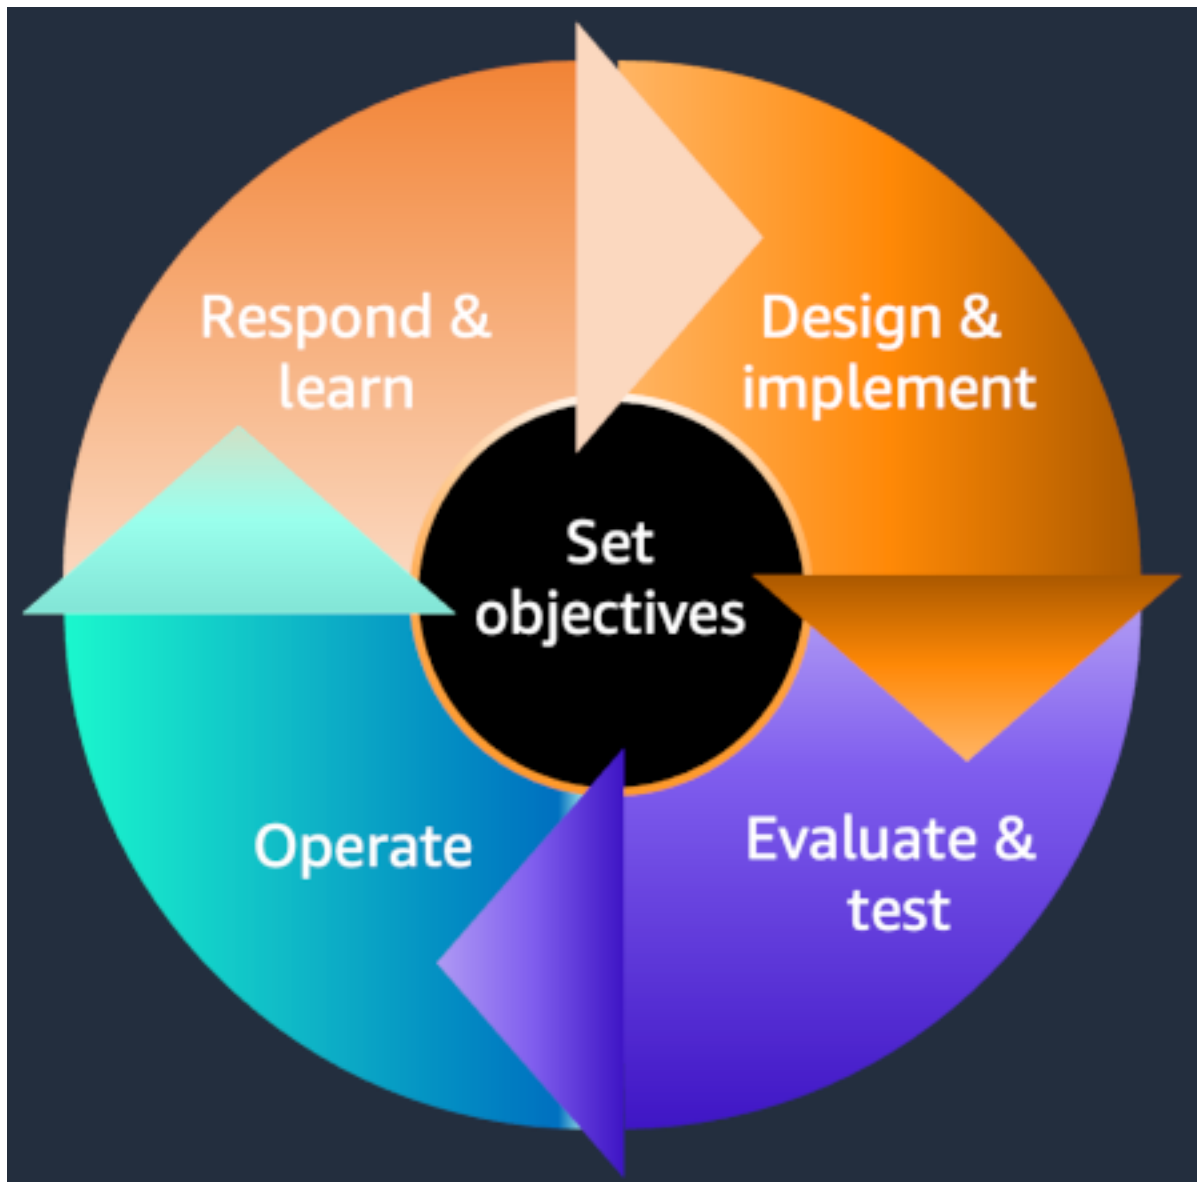 Respond &
learn
Design &
implement
Set
objectives
Operate
Evaluate &
test